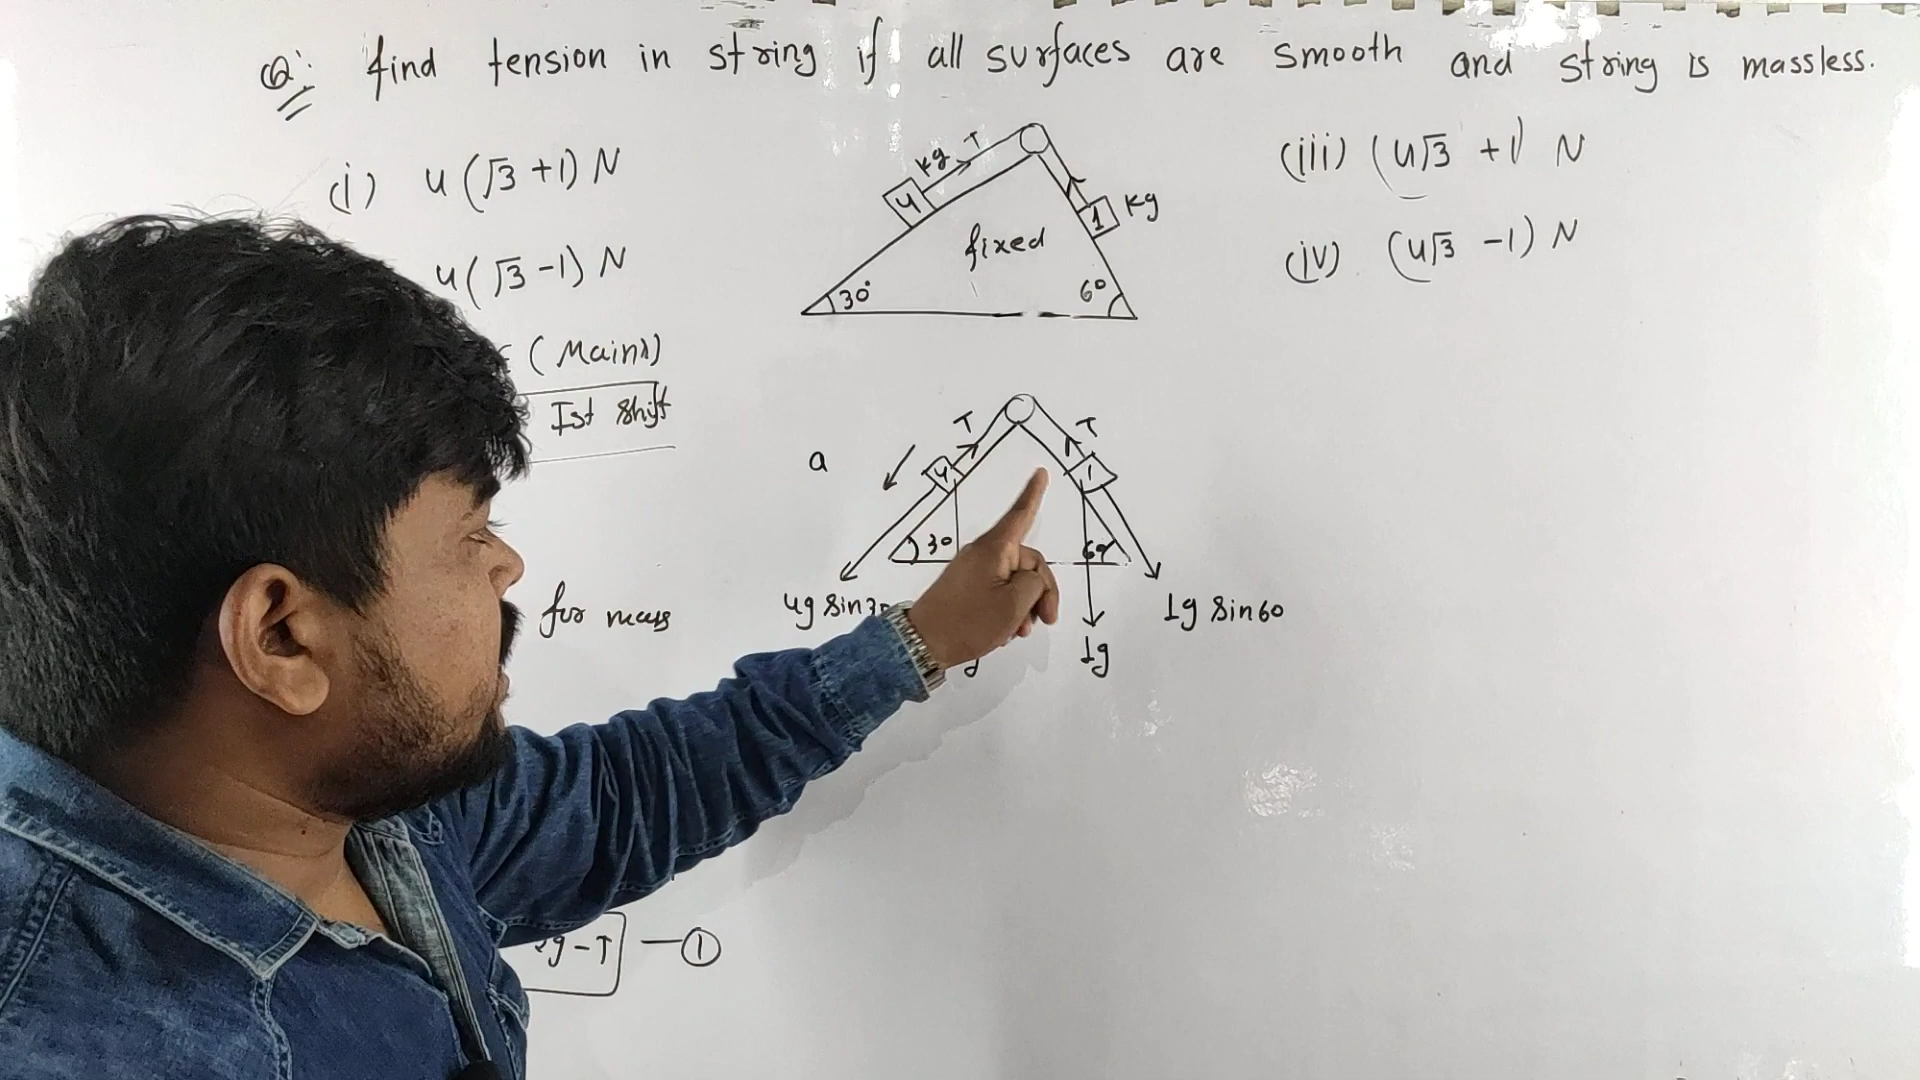 Q: find tension in string if all surfaces are smooth and string is massless.
(i) 4(√3+1) N
4(√3-1) N
(iii) (4√3 +1) N
(iv) (4√3 -1) N
4 kg T
1 kg
fixed
30° 60
(Mains)
Ist Shift
a
T T
4 1
30 60
4g sin30
1g
1g sin60
for mass
2g-T — ①